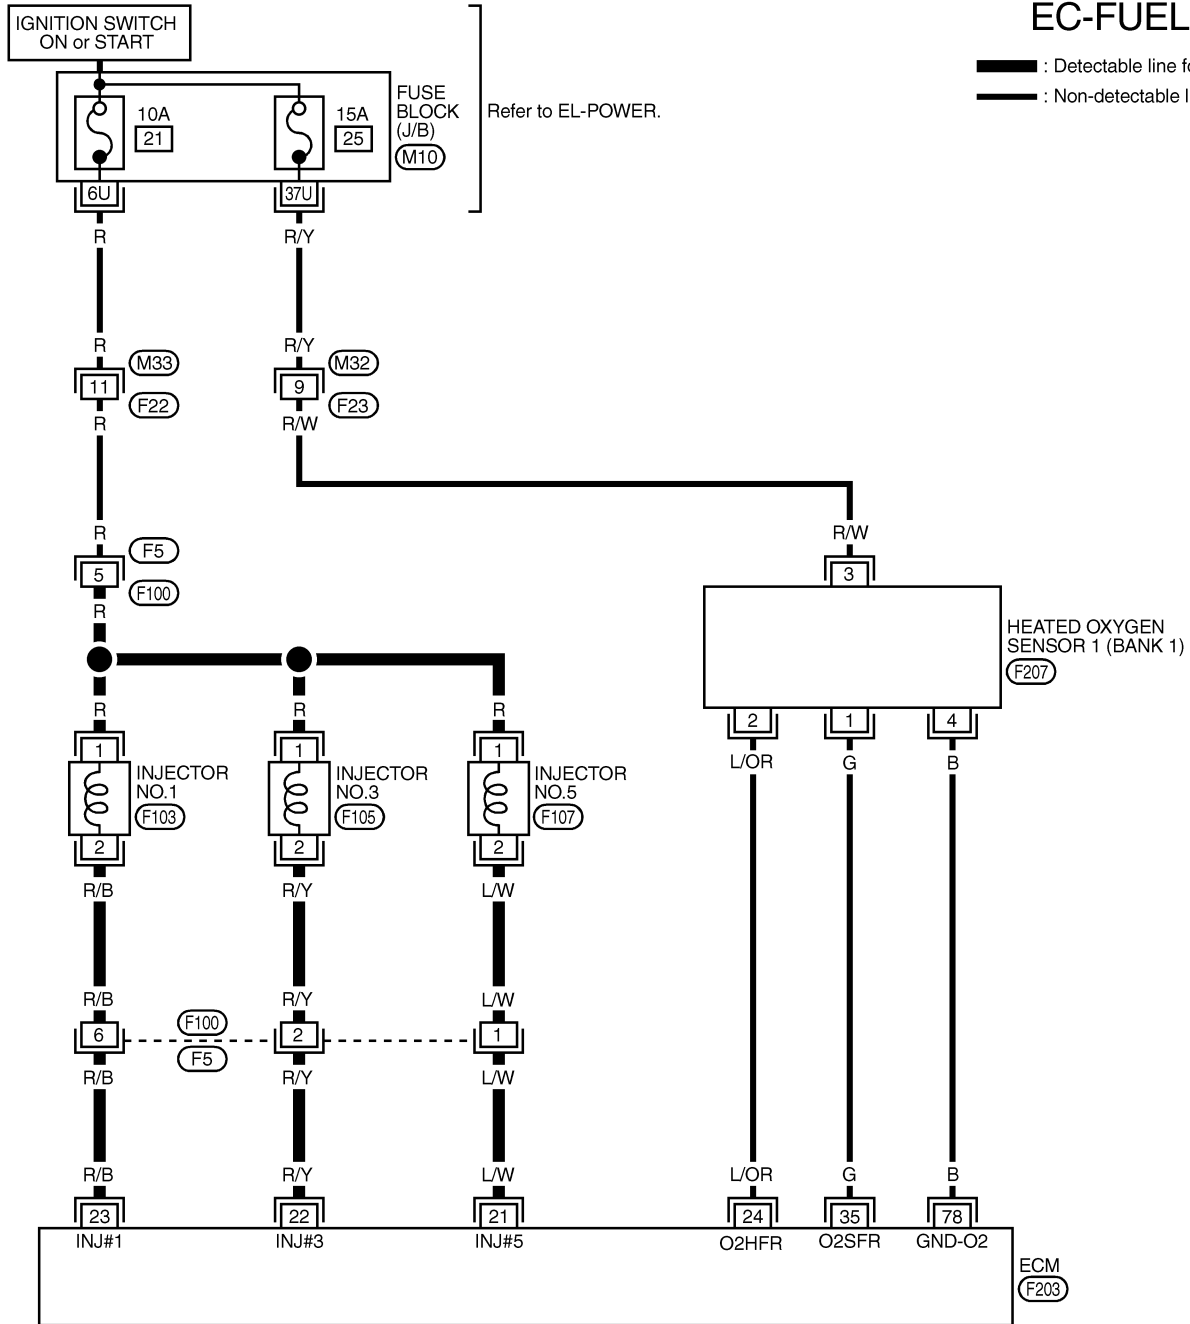 EC-FUEL
: Detectable line fo
: Non-detectable l
IGNITION SWITCH
ON or START
10A
21
15A
25
FUSE
BLOCK
(J/B)
M10
Refer to EL-POWER.
6U
37U
R
R/Y
R
R/Y
M33
M32
11
9
F22
F23
R
R/W
R
R/W
F5
5
3
F100
R
HEATED OXYGEN
SENSOR 1 (BANK 1)
F207
R
R
R
2
1
4
1
1
1
L/OR
G
B
INJECTOR
NO.1
F103
INJECTOR
NO.3
F105
INJECTOR
NO.5
F107
2
2
2
R/B
R/Y
L/W
R/B
R/Y
L/W
F100
6
2
1
F5
R/B
R/Y
L/W
R/B
R/Y
L/W
L/OR
G
B
23
22
21
24
35
78
INJ#1
INJ#3
INJ#5
O2HFR
O2SFR
GND-O2
ECM
F203